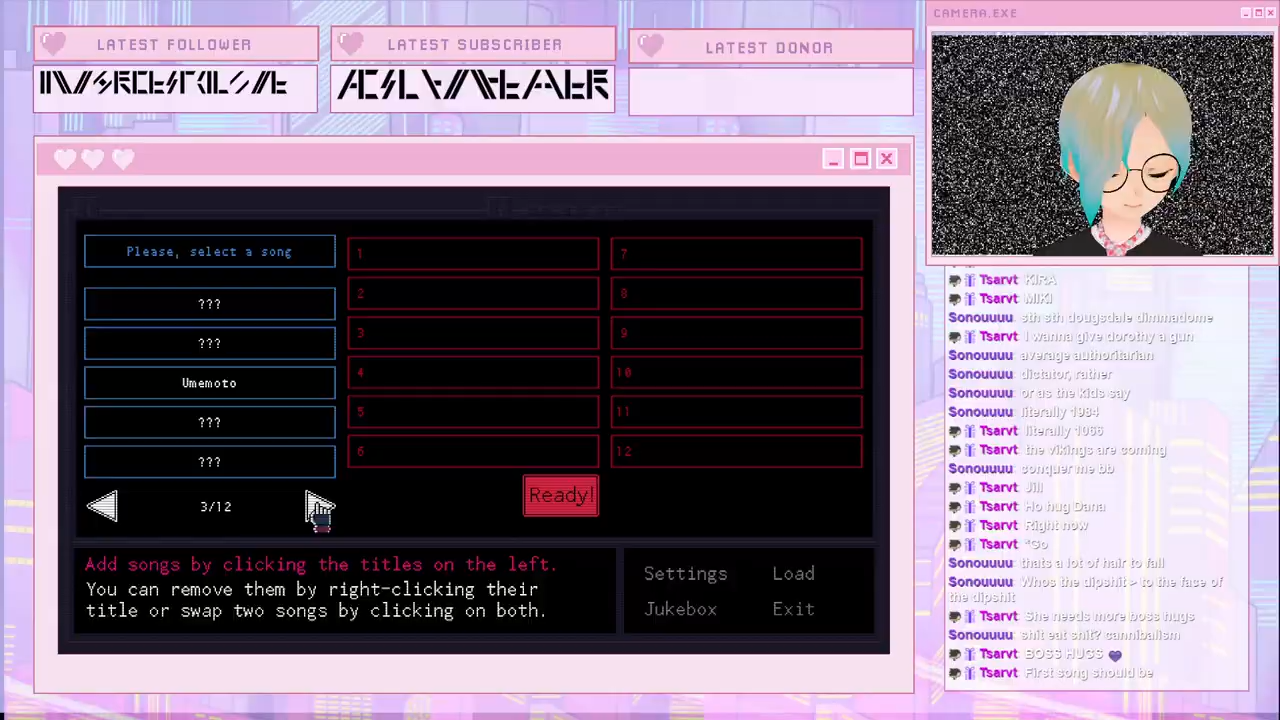 LATEST FOLLOWER
LATEST SUBSCRIBER
LATEST DONOR
CAMERA.EXE
Please, select a song
???
???
Umemoto
???
???
3/12
1
2
3
4
5
6
7
8
9
10
11
12
Ready!
Add songs by clicking the titles on the left.
You can remove them by right-clicking their
title or swap two songs by clicking on both.
Settings
Load
Jukebox
Exit
Tsarvt KIRA
Tsarvt MIKI
Sonouuuu sth sth dougsdale dimmadome
Tsarvt I wanna give dorothy a gun
Sonouuuu average authoritarian
Sonouuuu dictator, rather
Sonouuuu or as the kids say
Sonouuuu literally 1984
Tsarvt literally 1066
Tsarvt the vikings are coming
Sonouuuu conquer me bb
Tsarvt Jill
Tsarvt Ho hug Dana
Tsarvt Right now
Tsarvt *Go
Sonouuuu thats a lot of hair to fall
Sonouuuu Whos the dipshit > to the face of
the dipshit
Tsarvt She needs more boss hugs
Sonouuuu shit eat shit? cannibalism
Tsarvt BOSS HUGS 💜
Tsarvt First song should be